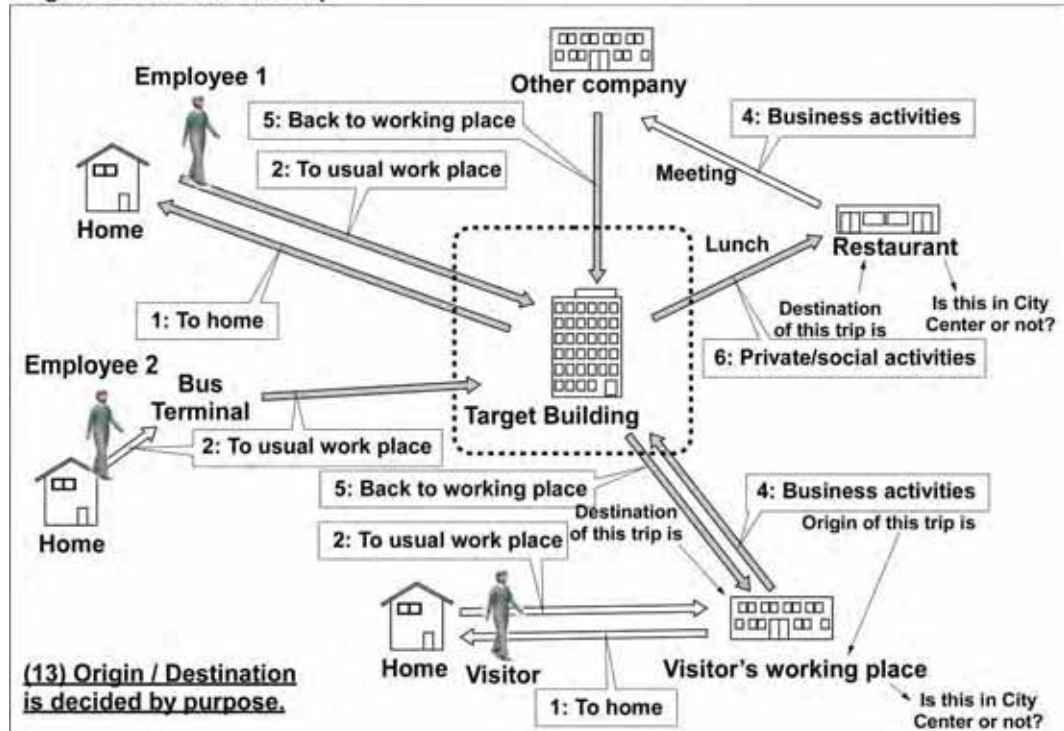 Employee 1
Other company
5: Back to working place
4: Business activities
2: To usual work place
Meeting
Home
Lunch
Restaurant
1: To home
Destination
of this trip is
Is this in City
Center or not?
6: Private/social activities
Employee 2
Bus
Terminal
Target Building
2: To usual work place
5: Back to working place
4: Business activities
Destination
of this trip is
Origin of this trip is
Home
2: To usual work place
Home
Visitor
Visitor's working place
(13) Origin / Destination
is decided by purpose.
1: To home
Is this in City
Center or not?